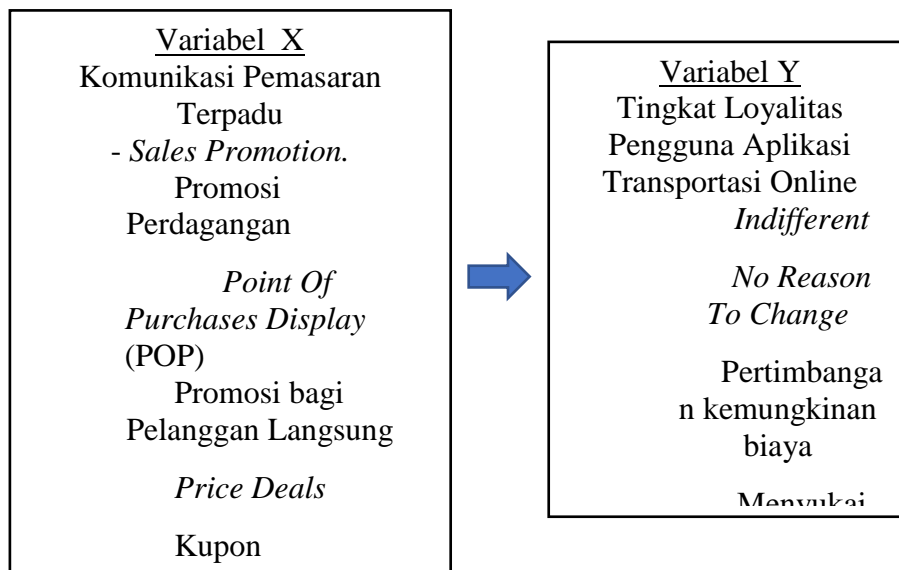 Variabel X
Komunikasi Pemasaran
Terpadu
- Sales Promotion.
Promosi
Perdagangan
Point Of
Purchases Display
(POP)
Promosi bagi
Pelanggan Langsung
Price Deals
Kupon
Variabel Y
Tingkat Loyalitas
Pengguna Aplikasi
Transportasi Online
Indifferent
No Reason
To Change
Pertimbanga
n kemungkinan
biaya
Menyukai